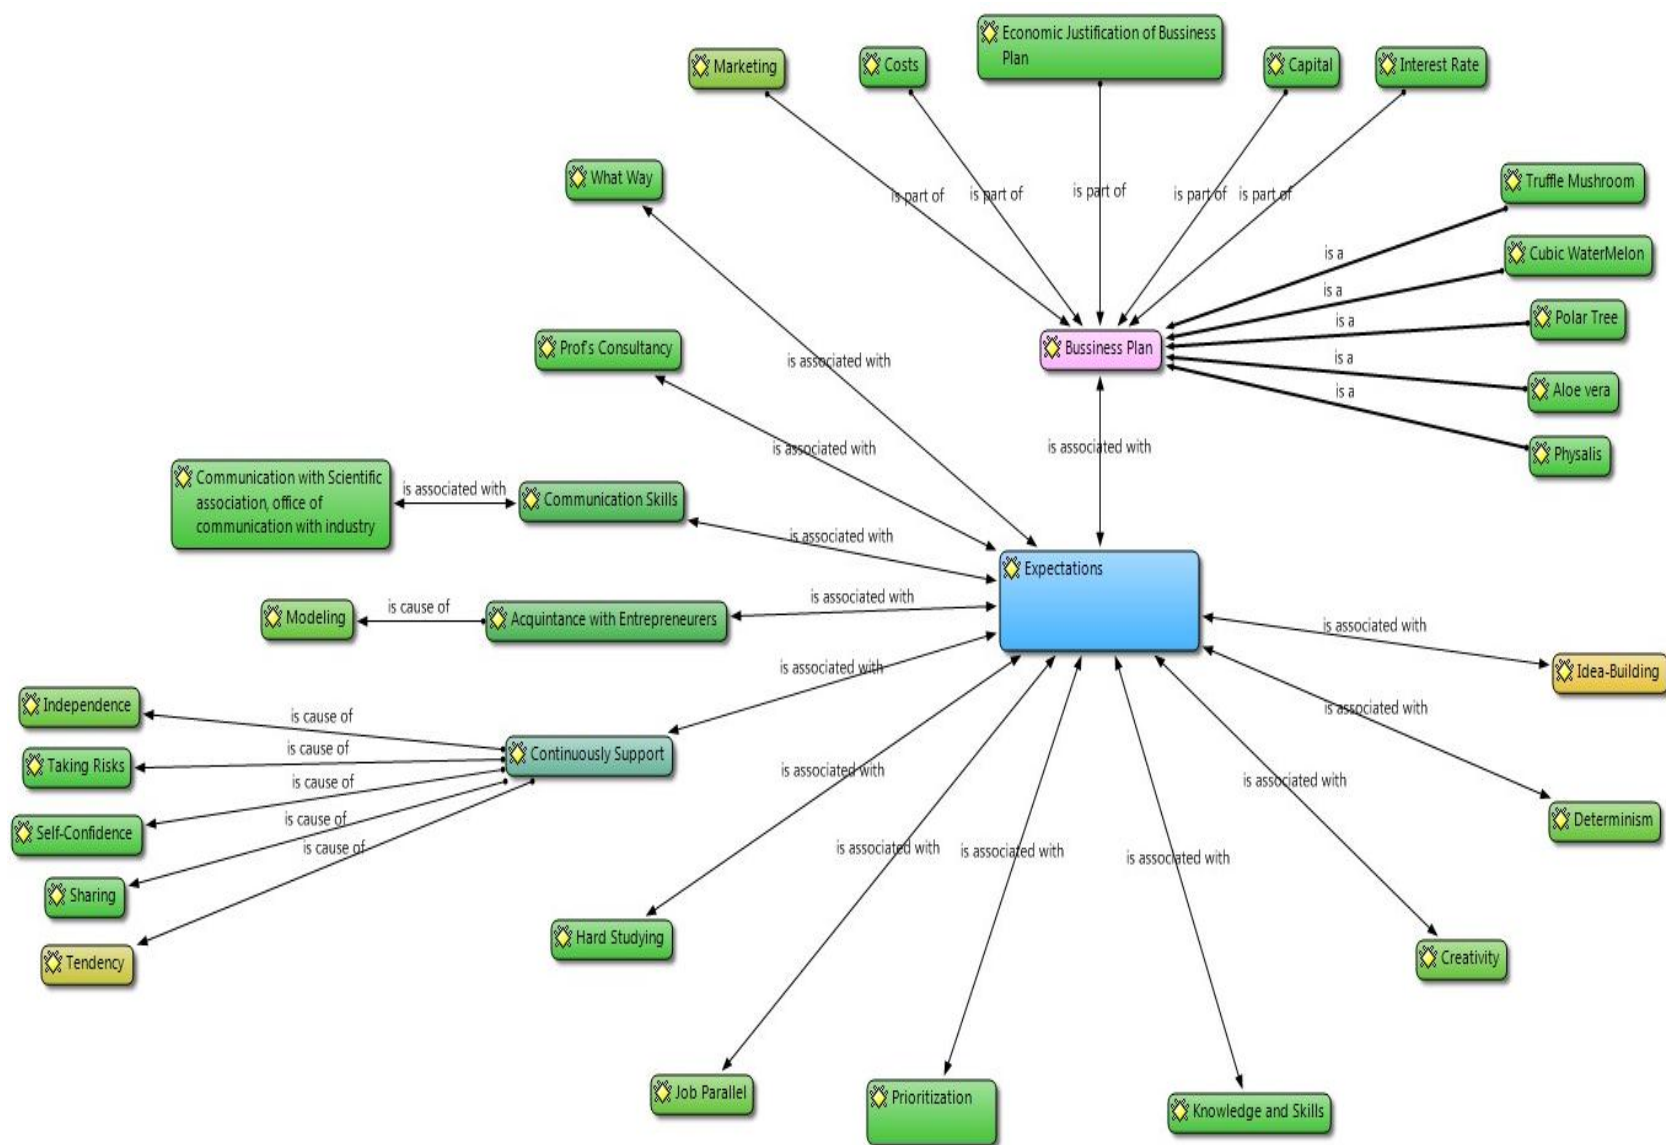 Economic Justification of Bussiness
Plan
Marketing
Costs
Capital
Interest Rate
What Way
Truffle Mushroom
is part of
is part of
is part of
is part of
is part of
Cubic WaterMelon
is a
is a
Polar Tree
is a
Prof's Consultancy
Bussiness Plan
is a
is associated with
Aloe vera
is a
is associated with
is associated with
Physalis
Communication with Scientific
association, office of
communication with industry
is associated with
Communication Skills
is associated with
Expectations
Modeling
is cause of
Acquintance with Entrepreneurers
is associated with
is associated with
Idea-Building
is associated with
Independence
is cause of
is associated with
Taking Risks
is cause of
Continuously Support
is associated with
is associated with
is cause of
Self-Confidence
is cause of
is cause of
Determinism
is associated with
is associated with
is associated with
Sharing
Hard Studying
Creativity
Tendency
Job Parallel
Prioritization
Knowledge and Skills